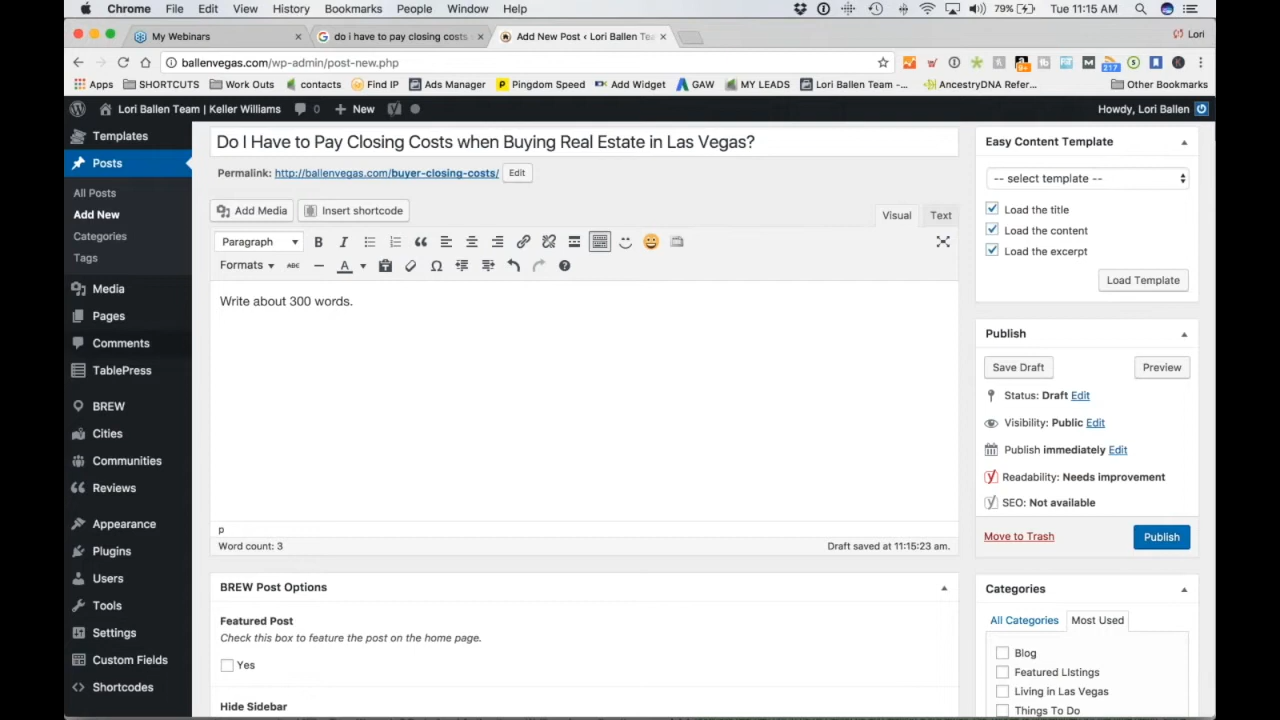 Chrome File Edit View History Bookmarks People Window Help 79% Tue 11:15 AM
My Webinars do i have to pay closing costs Add New Post ‹ Lori Ballen Tea Lori
ballenvegas.com/wp-admin/post-new.php
Apps SHORTCUTS Work Outs contacts Find IP Ads Manager Pingdom Speed Add Widget GAW MY LEADS Lori Ballen Team -... AncestryDNA Refer... Other Bookmarks
Lori Ballen Team | Keller Williams 0 New Howdy, Lori Ballen
Templates
Posts
All Posts
Add New
Categories
Tags
Media
Pages
Comments
TablePress
BREW
Cities
Communities
Reviews
Appearance
Plugins
Users
Tools
Settings
Custom Fields
Shortcodes
Do I Have to Pay Closing Costs when Buying Real Estate in Las Vegas?
Permalink: http://ballenvegas.com/buyer-closing-costs/ Edit
Add Media Insert shortcode Visual Text
Paragraph B I
Formats ABC A
Write about 300 words.
p
Word count: 3 Draft saved at 11:15:23 am.
BREW Post Options
Featured Post
Check this box to feature the post on the home page.
Yes
Hide Sidebar
Easy Content Template
-- select template --
Load the title
Load the content
Load the excerpt
Load Template
Publish
Save Draft Preview
Status: Draft Edit
Visibility: Public Edit
Publish immediately Edit
Readability: Needs improvement
SEO: Not available
Move to Trash Publish
Categories
All Categories Most Used
Blog
Featured LIstings
Living in Las Vegas
Things To Do